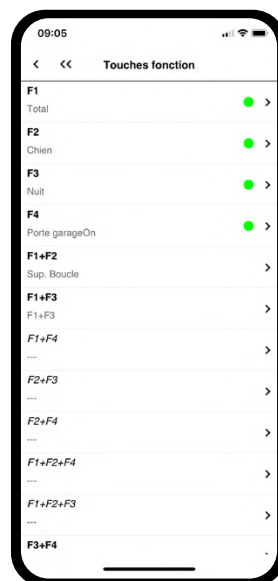 09:05
< << Touches fonction
F1
Total
>
F2
Chien
>
F3
Nuit
>
F4
Porte garageOn
>
F1+F2
Sup. Boucle
>
F1+F3
F1+F3
>
F1+F4
---
>
F2+F3
---
>
F2+F4
---
>
F1+F2+F4
---
>
F1+F2+F3
---
>
F3+F4